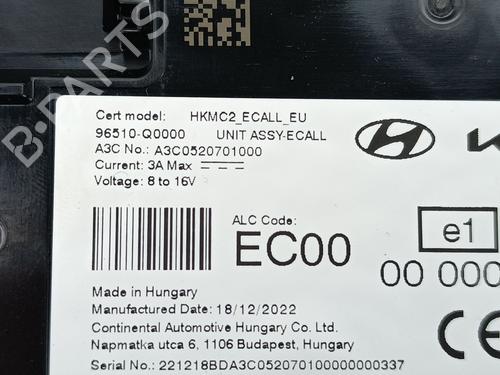 B-PARTS
Cert model: HKMC2_ECALL_EU
96510-Q0000 UNIT ASSY-ECALL
A3C No.: A3C0520701000
Current: 3A Max
Voltage: 8 to 16V
ALC Code:
EC00
e1
00 000
Made in Hungary
Manufactured Date: 18/12/2022
Continental Automotive Hungary Co. Ltd.
Napmatka utca 6, 1106 Budapest, Hungary
CE
Serial No.: 221218BDA3C052070100000000337